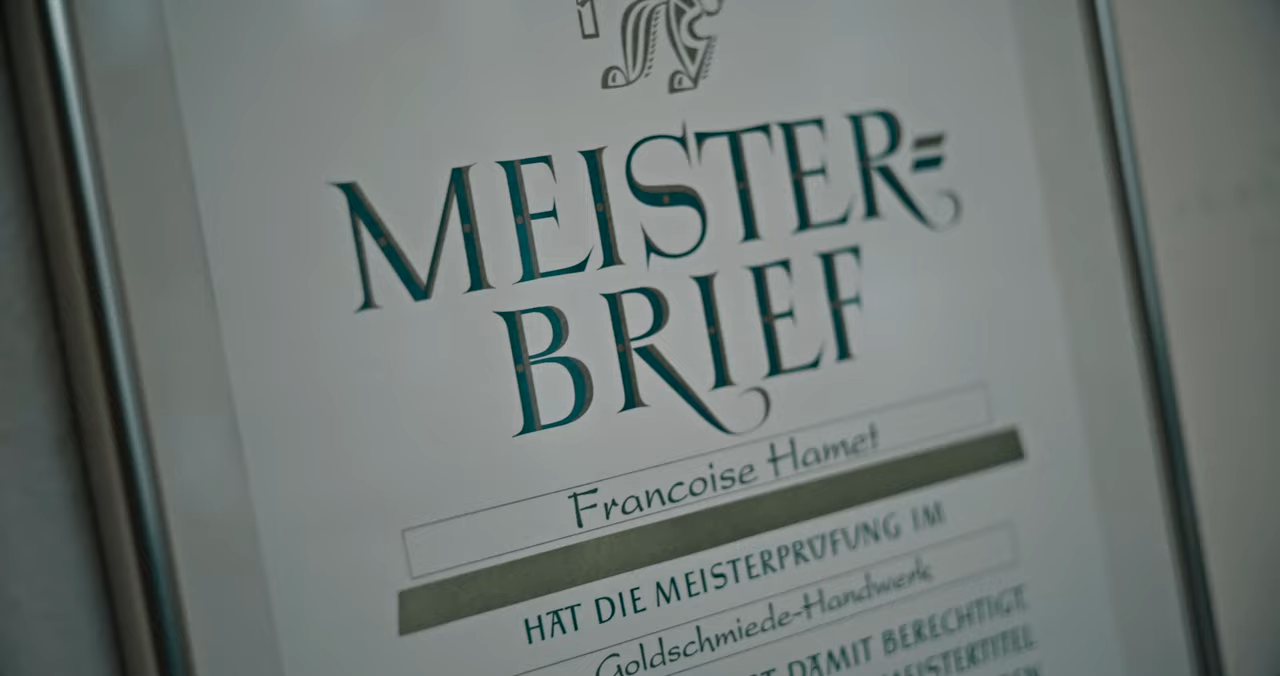 MEISTER=
BRIEF
Francoise Hamet
HAT DIE MEISTERPRÜFUNG IM
Goldschmiede-Handwerk
DAMIT BERECHTIGT
MEISTERTITEL